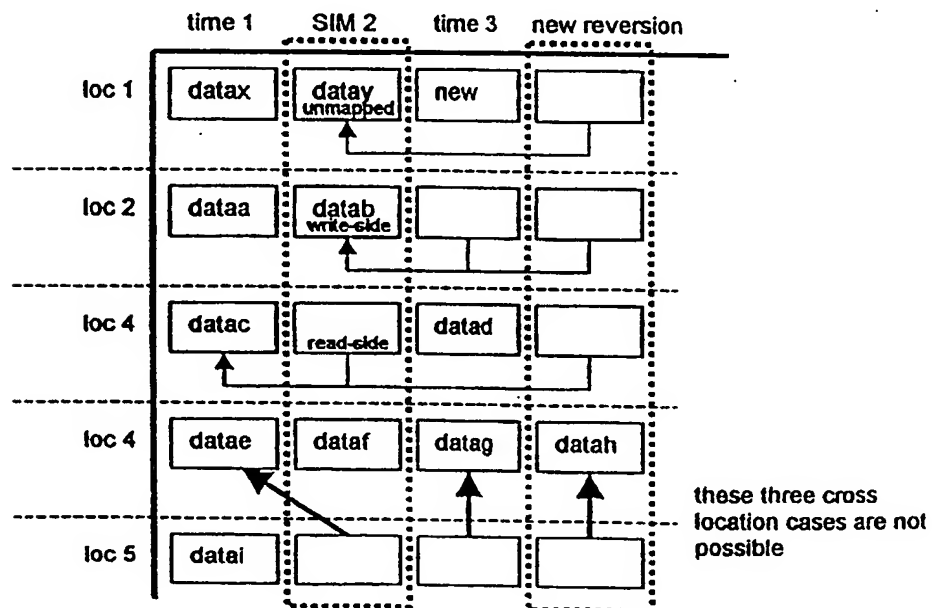 time 1 SIM 2 time 3 new reversion
loc 1 datax datay new
unmapped
loc 2 dataa datab
write-side
loc 4 datac datad
read-side
loc 4 datae dataf datag datah
these three cross
location cases are not
possible
loc 5 datai